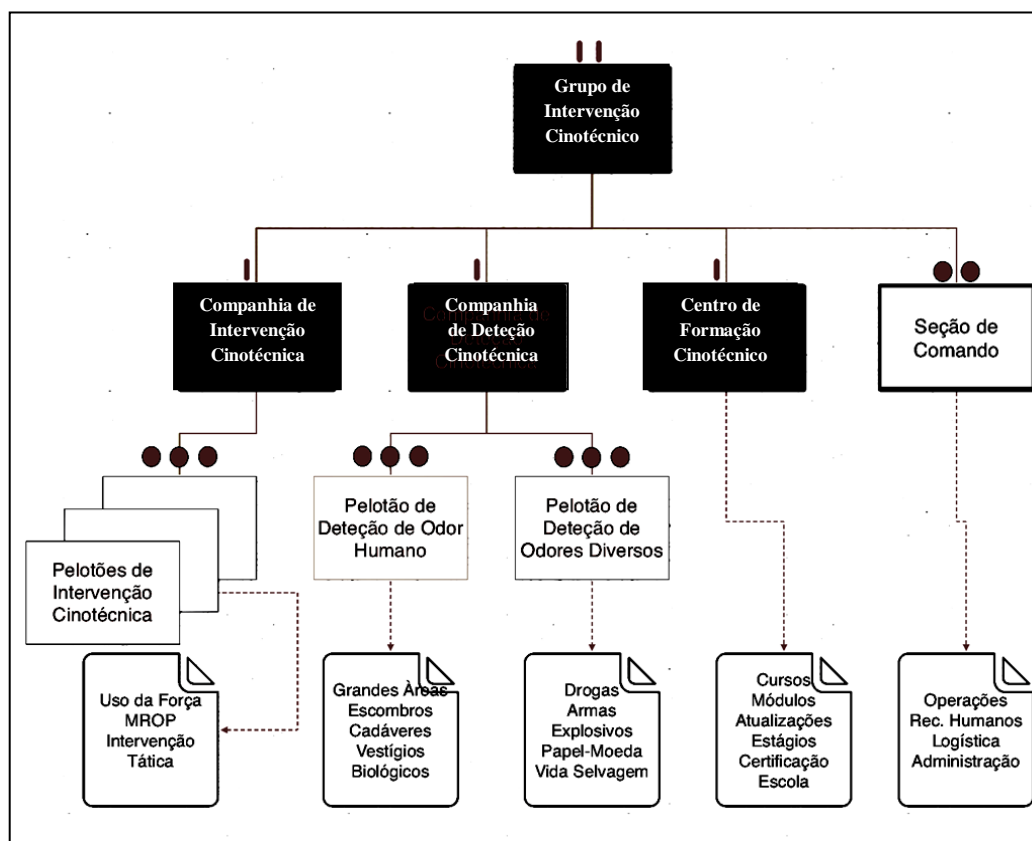 Grupo de
Intervenção
Cinotécnico
Companhia de
Intervenção
Cinotécnica
Companhia
de Deteção
Cinotécnica
Centro de
Formação
Cinotécnico
Seção de
Comando
Pelotões de
Intervenção
Cinotécnica
Pelotão de
Deteção de Odor
Humano
Pelotão de
Deteção de
Odores Diversos
Uso da Força
MROP
Intervenção
Tática
Grandes Àreas
Escombros
Cadáveres
Vestígios
Biológicos
Drogas
Armas
Explosivos
Papel-Moeda
Vida Selvagem
Cursos
Módulos
Atualizações
Estágios
Certificação
Escola
Operações
Rec. Humanos
Logística
Administração